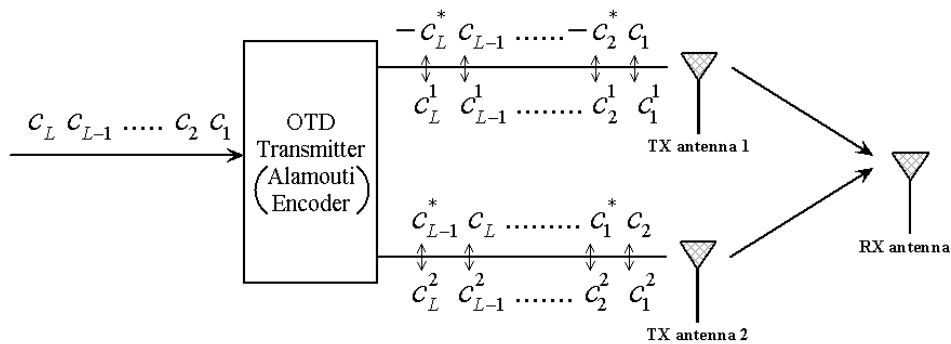 −c_L^* c_{L−1} ...... −c_2^* c_1
c_L^1 c_{L−1}^1 ......... c_2^1 c_1^1
TX antenna 1
c_L c_{L−1} ..... c_2 c_1
OTD
Transmitter
(Alamouti
Encoder)
RX antenna
c_{L−1}^* c_L ......... c_1^* c_2
c_L^2 c_{L−1}^2 ........ c_2^2 c_1^2
TX antenna 2